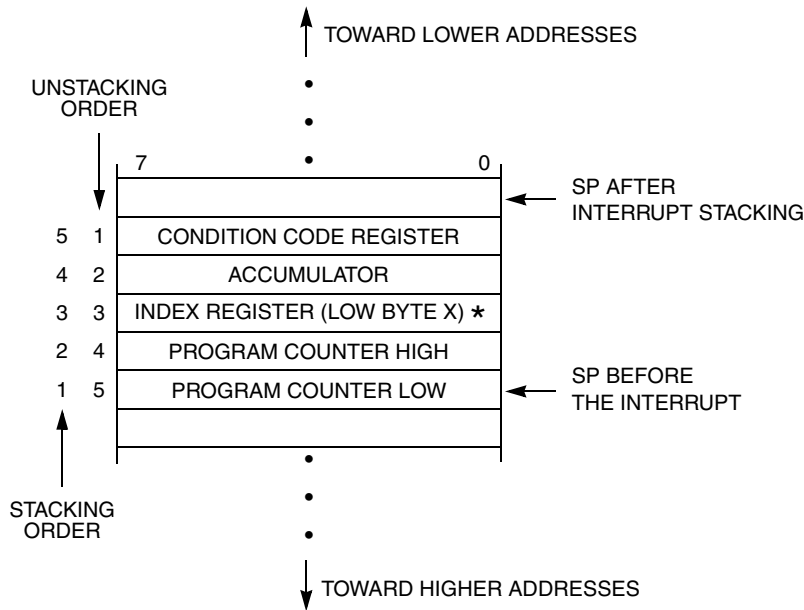 TOWARD LOWER ADDRESSES
UNSTACKING
ORDER
7 0
SP AFTER
INTERRUPT STACKING
5 1 CONDITION CODE REGISTER
4 2 ACCUMULATOR
3 3 INDEX REGISTER (LOW BYTE X) *
2 4 PROGRAM COUNTER HIGH
1 5 PROGRAM COUNTER LOW
SP BEFORE
THE INTERRUPT
STACKING
ORDER
TOWARD HIGHER ADDRESSES